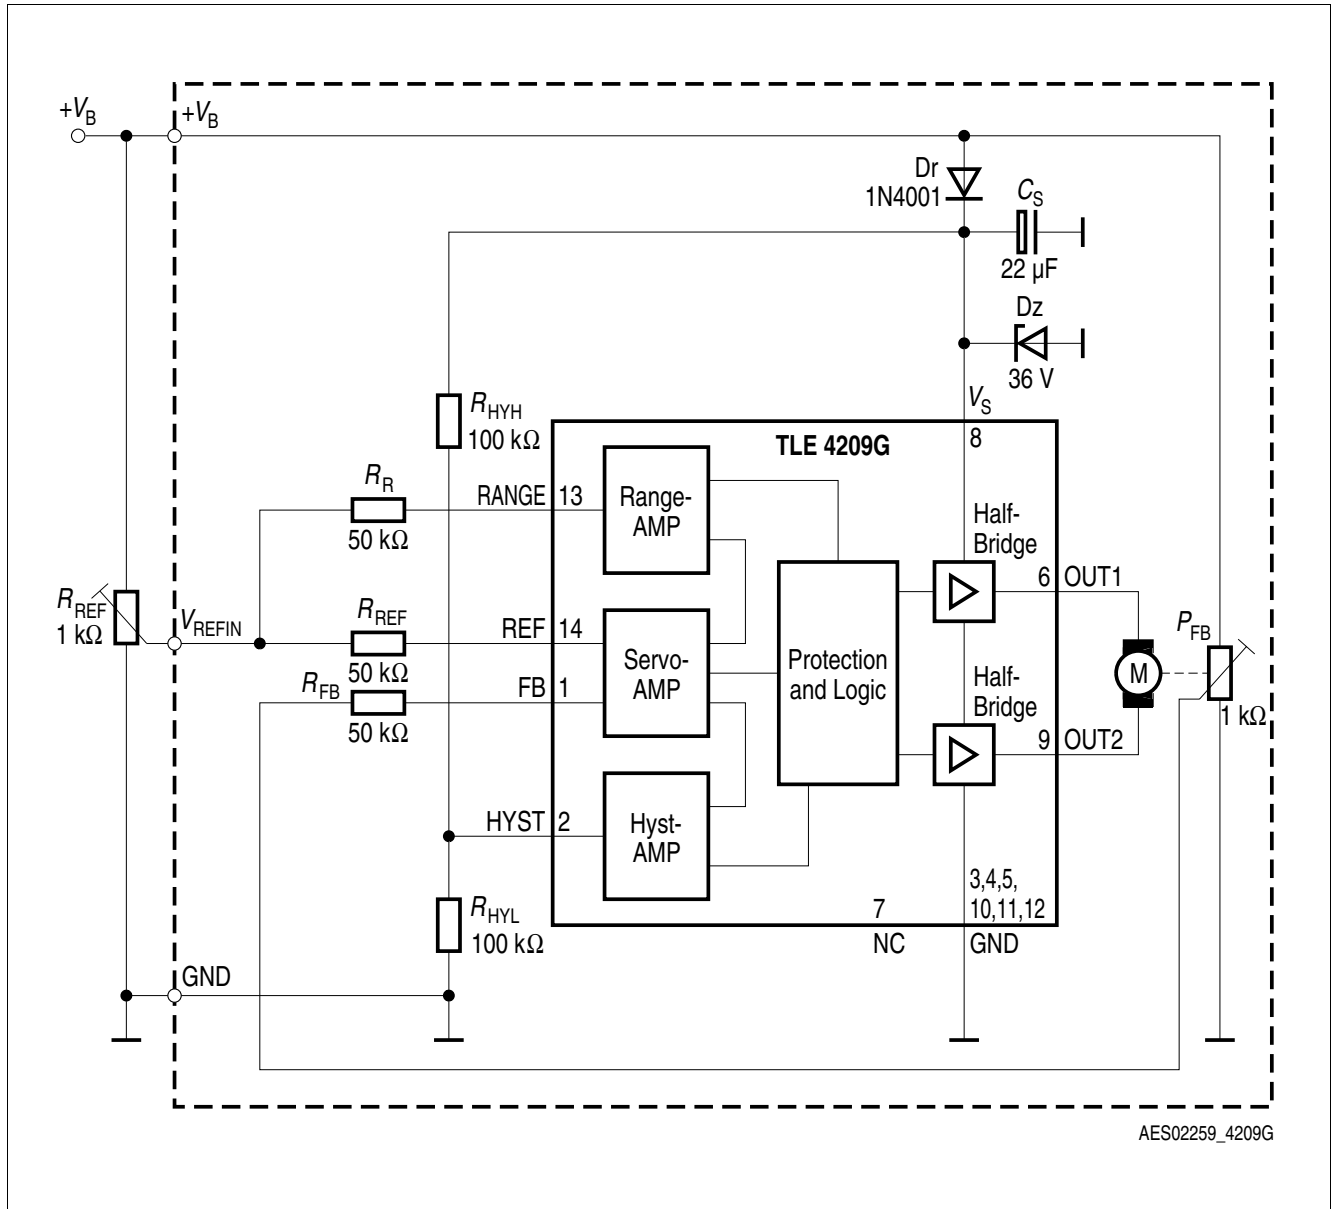 +VB
+VB
Dr
1N4001
CS
22 µF
Dz
36 V
VS
8
RHYH
100 kΩ
TLE 4209G
RR
50 kΩ
RANGE
13
Range-
AMP
Half-
Bridge
6
OUT1
RREF
1 kΩ
VREFIN
RREF
50 kΩ
REF
14
RFB
50 kΩ
FB
1
Servo-
AMP
Protection
and Logic
Half-
Bridge
M
PFB
1 kΩ
9
OUT2
HYST
2
Hyst-
AMP
RHYL
100 kΩ
3,4,5,
10,11,12
7
NC
GND
GND
AES02259_4209G